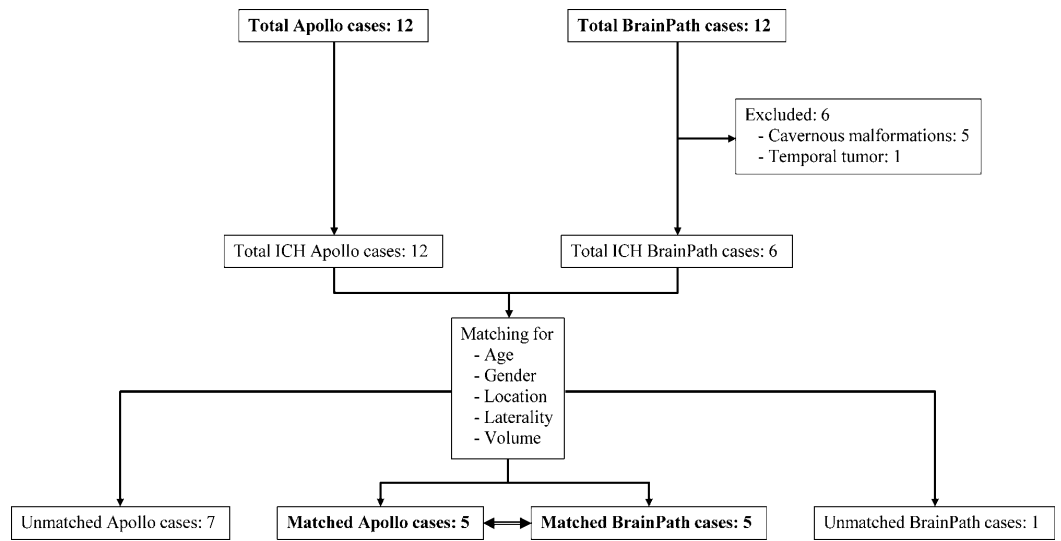 Total Apollo cases: 12
Total BrainPath cases: 12
Excluded: 6
- Cavernous malformations: 5
- Temporal tumor: 1
Total ICH Apollo cases: 12
Total ICH BrainPath cases: 6
Matching for
- Age
- Gender
- Location
- Laterality
- Volume
Unmatched Apollo cases: 7
Matched Apollo cases: 5
Matched BrainPath cases: 5
Unmatched BrainPath cases: 1